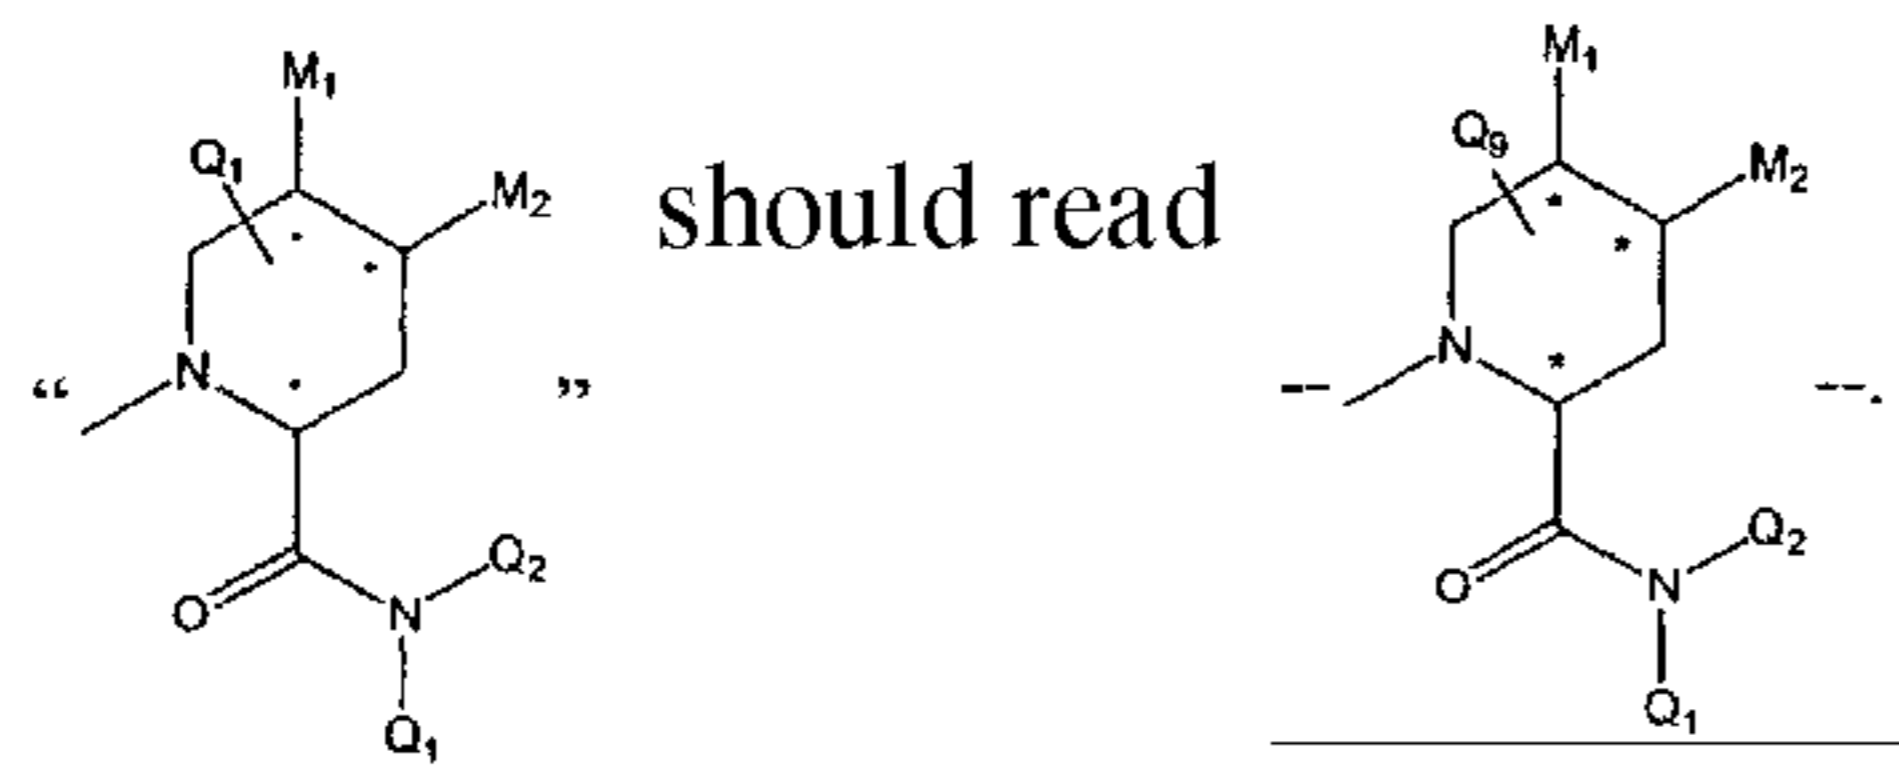 M1 M1
Q1 Q9
M2 should read M2
* *
* *
N N
“ * ” -- * --.
Q2 Q2
O N O N
Q1 Q1